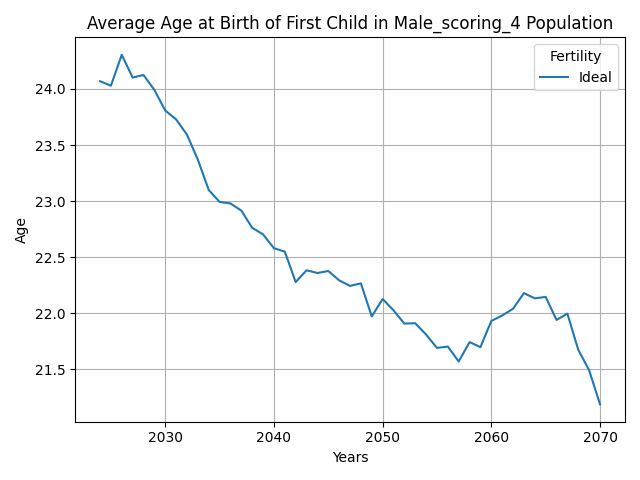 Average Age at Birth of First Child in Male_scoring_4 Population
Fertility
Ideal
24.0
23.5
23.0
22.5
22.0
21.5
Age
2030
2040
2050
2060
2070
Years